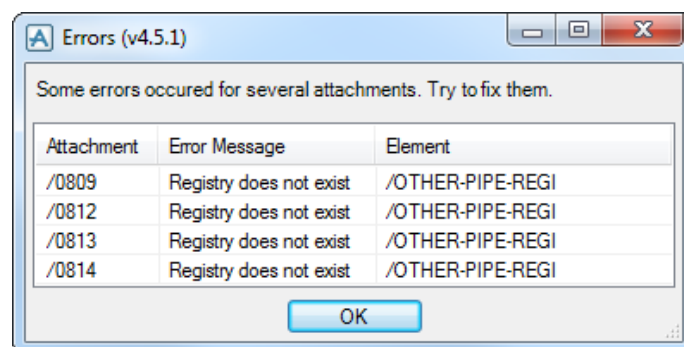 Errors (v4.5.1)
Some errors occured for several attachments. Try to fix them.
Attachment Error Message Element
/0809 Registry does not exist /OTHER-PIPE-REGI
/0812 Registry does not exist /OTHER-PIPE-REGI
/0813 Registry does not exist /OTHER-PIPE-REGI
/0814 Registry does not exist /OTHER-PIPE-REGI
OK